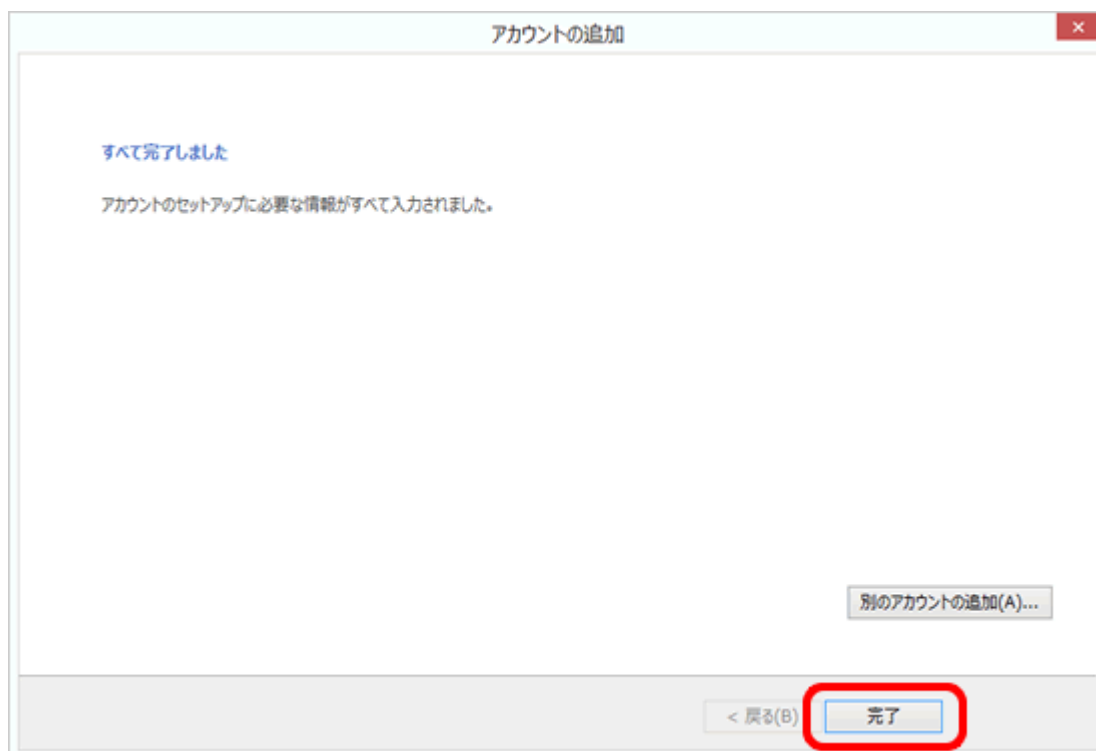 アカウントの追加
すべて完了しました
アカウントのセットアップに必要な情報がすべて入力されました。
別のアカウントの追加(A)...
< 戻る(B)
完了